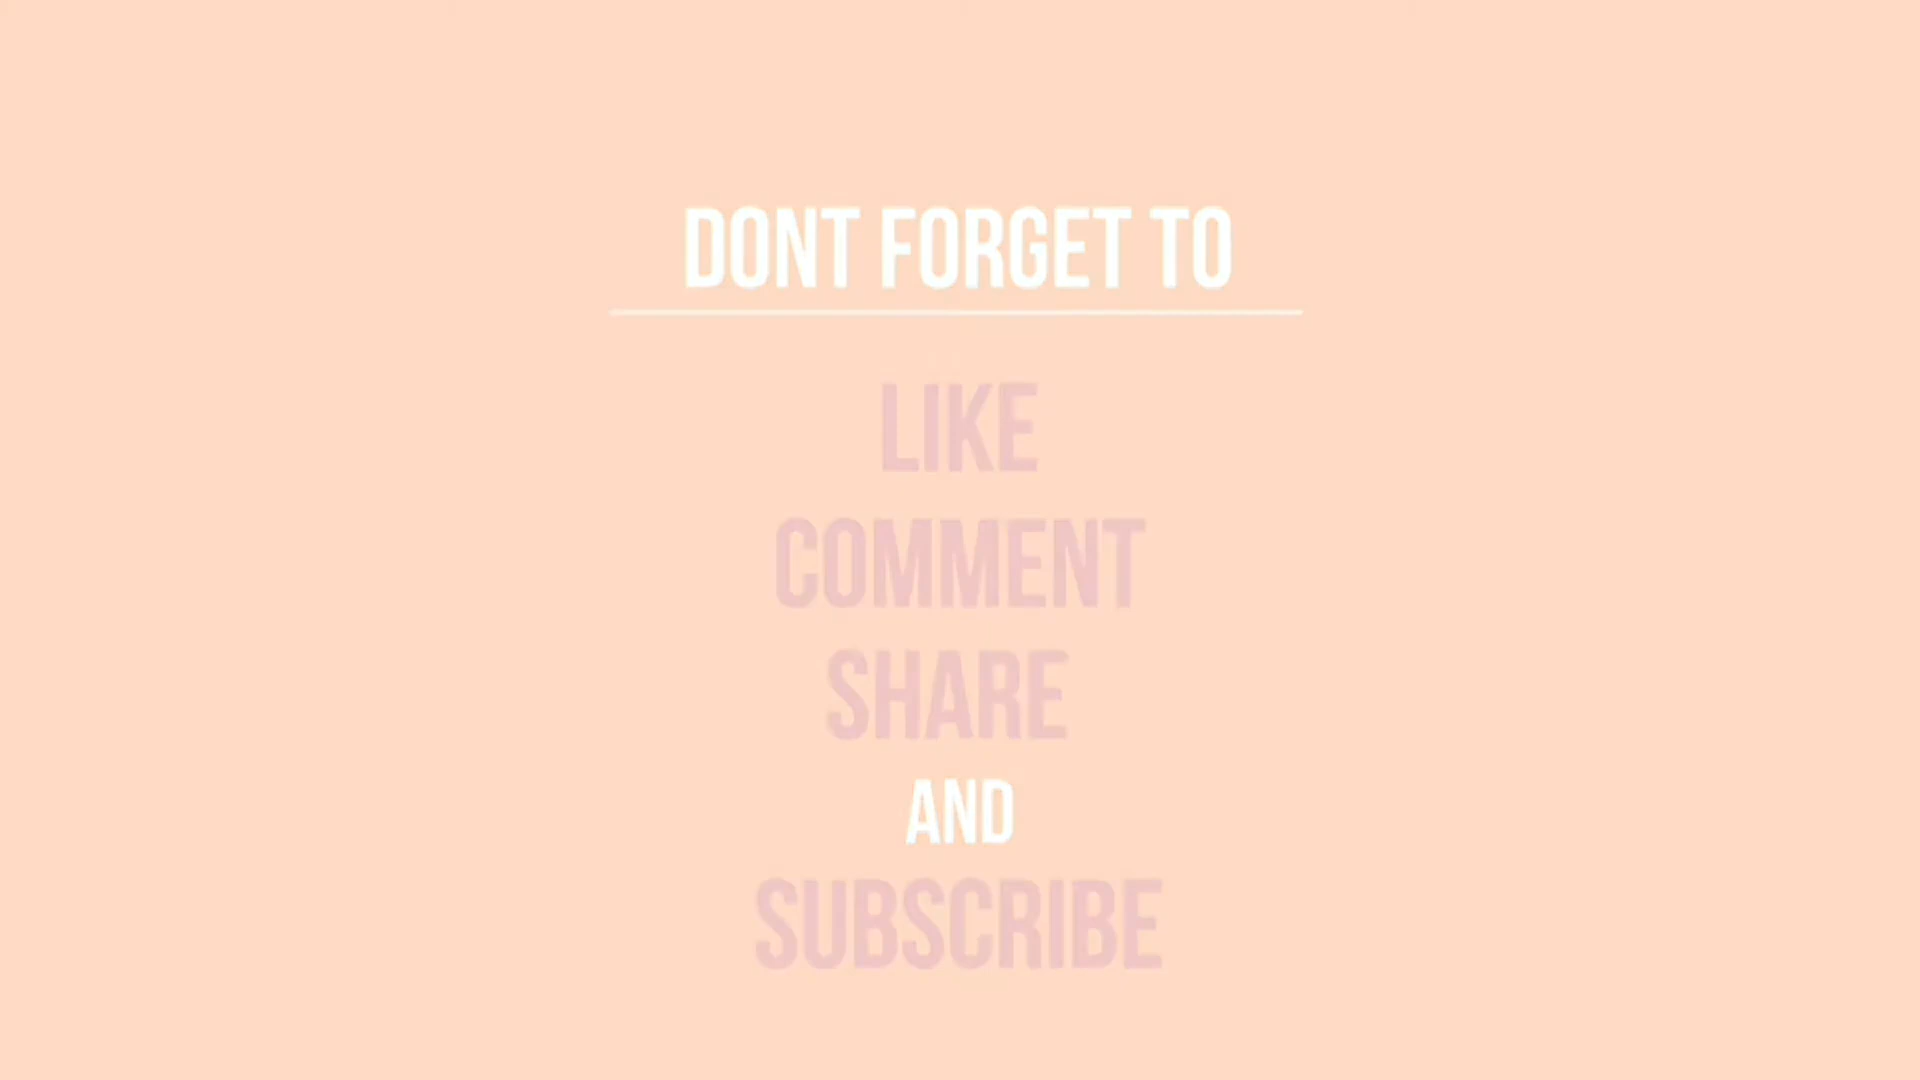 DONT FORGET TO
LIKE
COMMENT
SHARE
AND
SUBSCRIBE